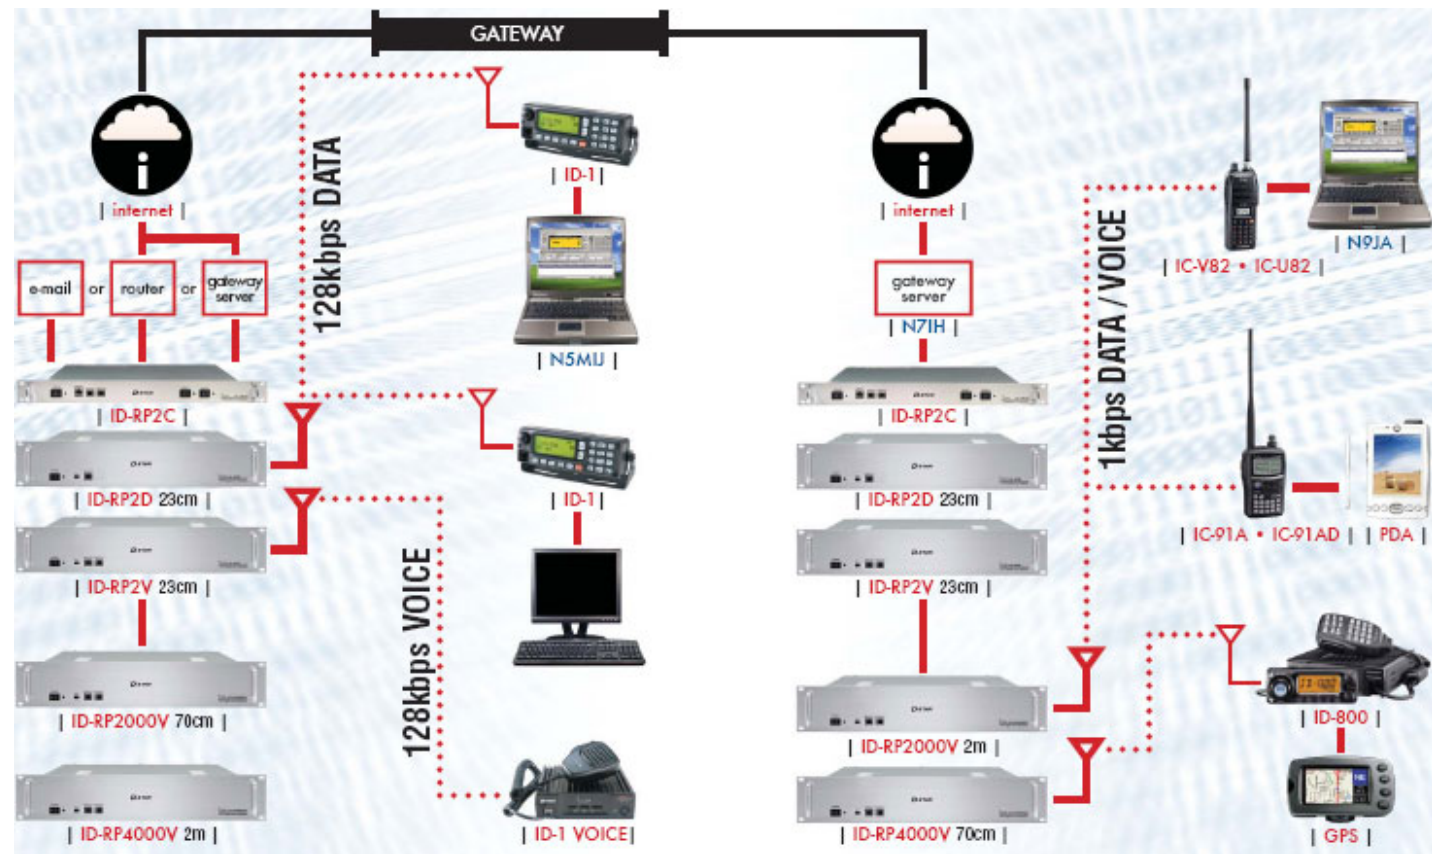 GATEWAY
| internet |
e-mail
or
router
or
gateway
server
| ID-RP2C |
| ID-RP2D 23cm |
| ID-RP2V 23cm |
| ID-RP2000V 70cm |
| ID-RP4000V 2m |
128kbps DATA
128kbps VOICE
| ID-1 |
| N5MIJ |
| ID-1 |
| ID-1 VOICE|
| internet |
gateway
server
| N7IH |
| ID-RP2C |
| ID-RP2D 23cm |
| ID-RP2V 23cm |
| ID-RP2000V 2m |
| ID-RP4000V 70cm |
1kbps DATA / VOICE
| N9JA |
| IC-V82 • IC-U82 |
| IC-91A • IC-91AD |
| PDA |
| ID-800 |
| GPS |